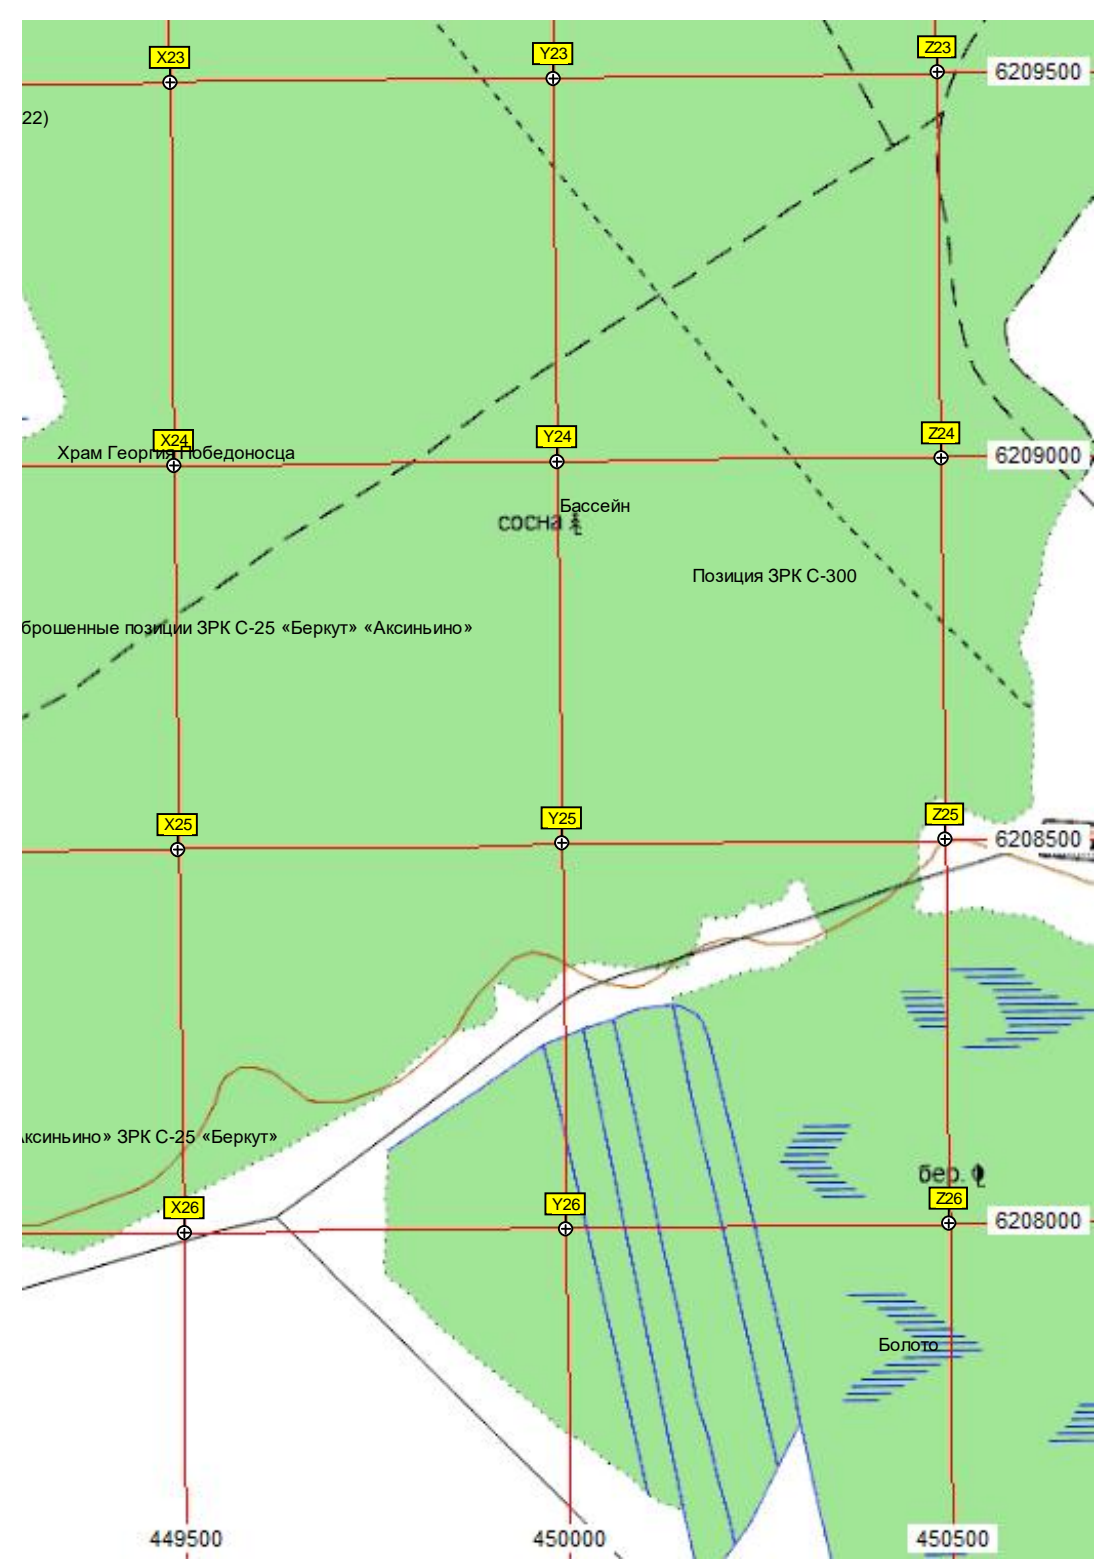 X23
Y23
Z23
6209500
22)
X24
Y24
Z24
6209000
Храм Георгия Победоносца
Бассейн
сосна
Позиция ЗРК С-300
брошенные позиции ЗРК С-25 «Беркут» «Аксиньино»
X25
Y25
Z25
6208500
ксиньино» ЗРК С-25 «Беркут»
бер.
X26
Y26
Z26
6208000
Болото
449500
450000
450500